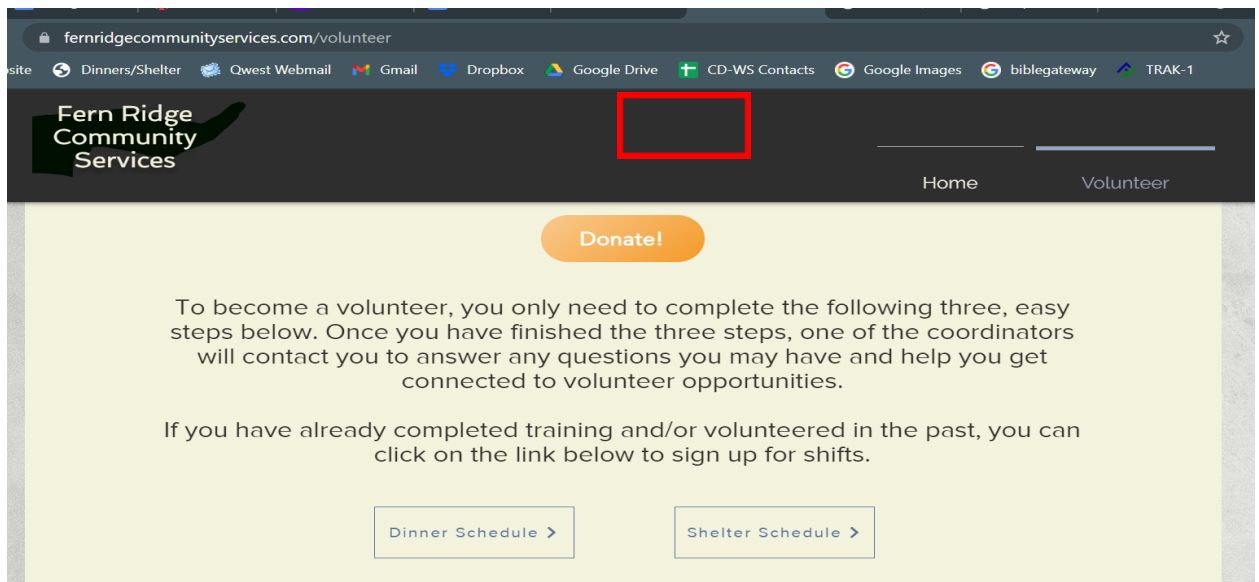 fernridgecommunityservices.com/volunteer
site Dinners/Shelter Qwest Webmail Gmail Dropbox Google Drive CD-WS Contacts Google Images biblegateway TRAK-1
Fern Ridge
Community
Services
Home Volunteer
Donate!
To become a volunteer, you only need to complete the following three, easy
steps below. Once you have finished the three steps, one of the coordinators
will contact you to answer any questions you may have and help you get
connected to volunteer opportunities.
If you have already completed training and/or volunteered in the past, you can
click on the link below to sign up for shifts.
Dinner Schedule > Shelter Schedule >